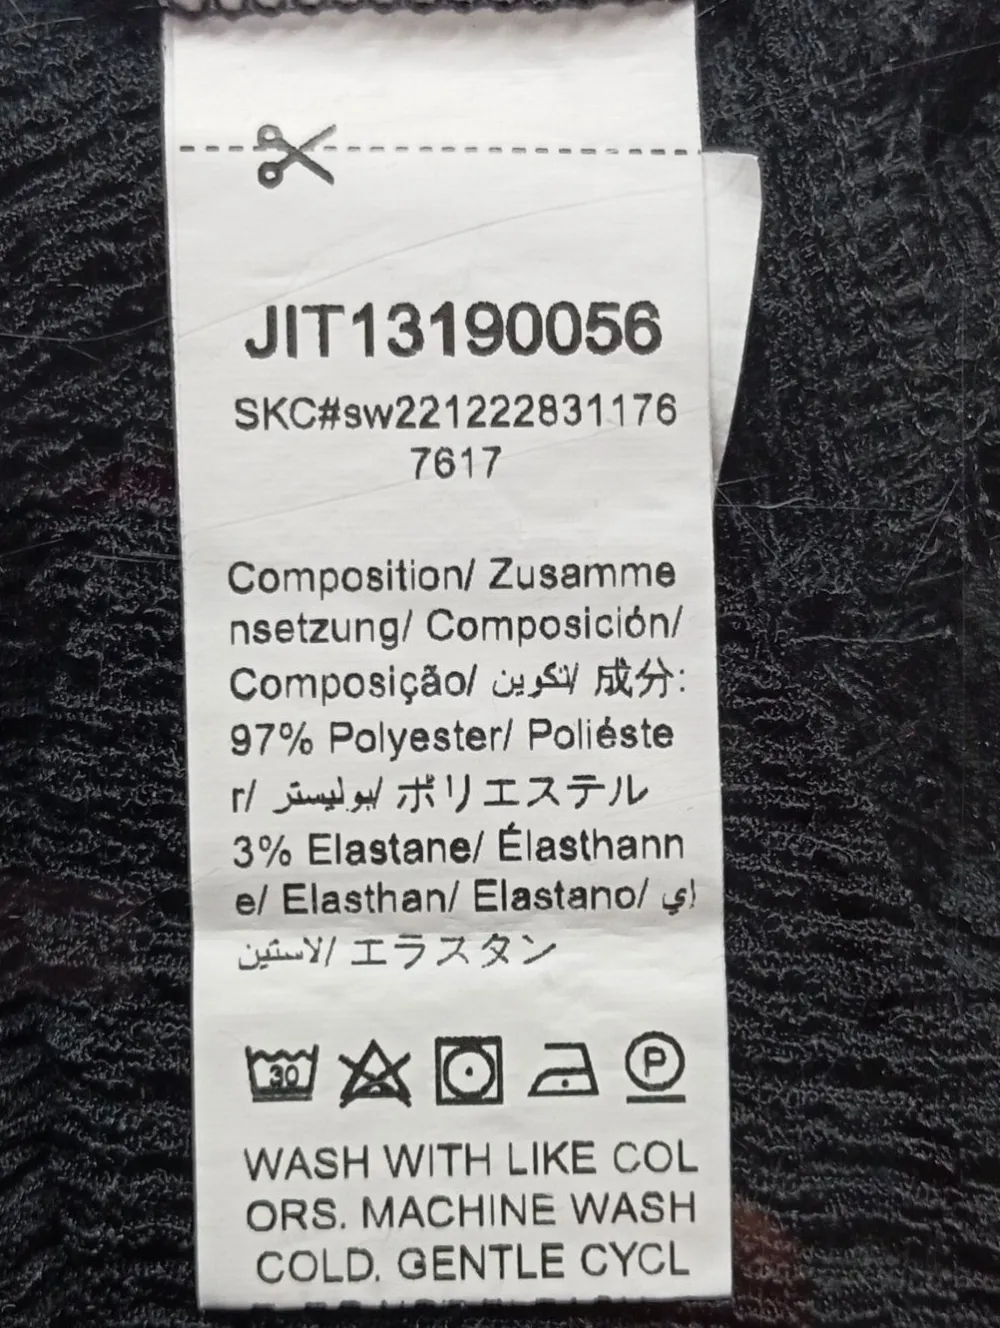 JIT13190056
SKC#sw221222831176
7617
Composition/ Zusamme
nsetzung/ Composición/
Composição/ التكوين/ 成分:
97% Polyester/ Poliéste
r/ بوليستر/ ポリエステル
3% Elastane/ Élasthann
e/ Elasthan/ Elastano/ إي
لاستين/ エラスタン
30 P
WASH WITH LIKE COL
ORS. MACHINE WASH
COLD. GENTLE CYCL